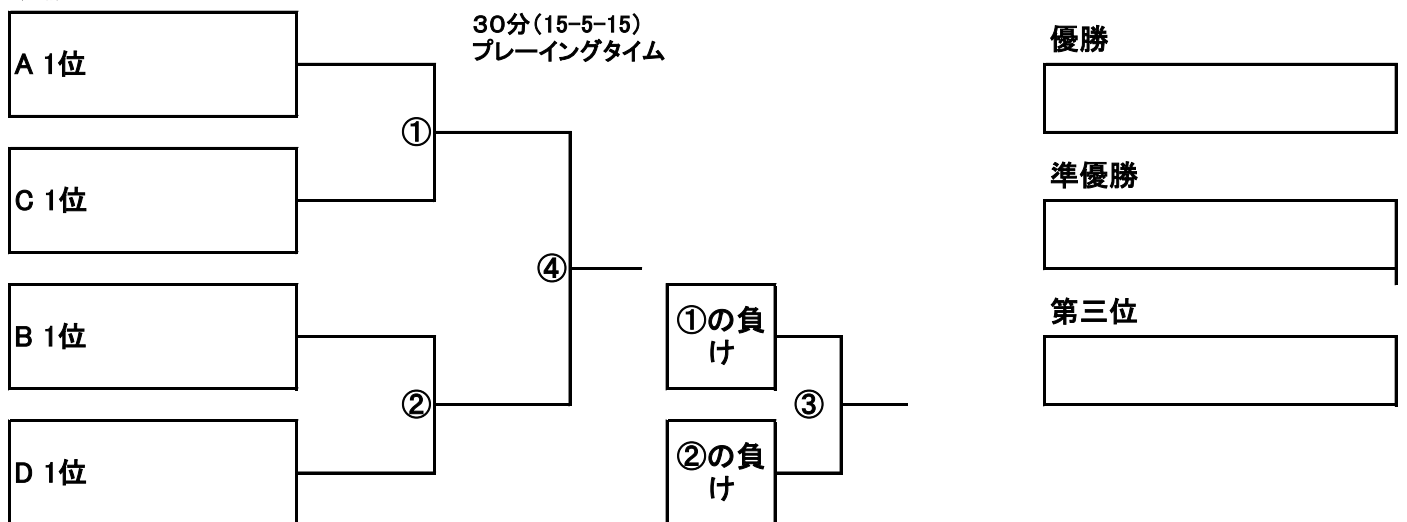 30分(15-5-15)
プレーイングタイム
A 1位
①
C 1位
④
B 1位
②
D 1位
①の負
け
③
②の負
け
優勝
準優勝
第三位